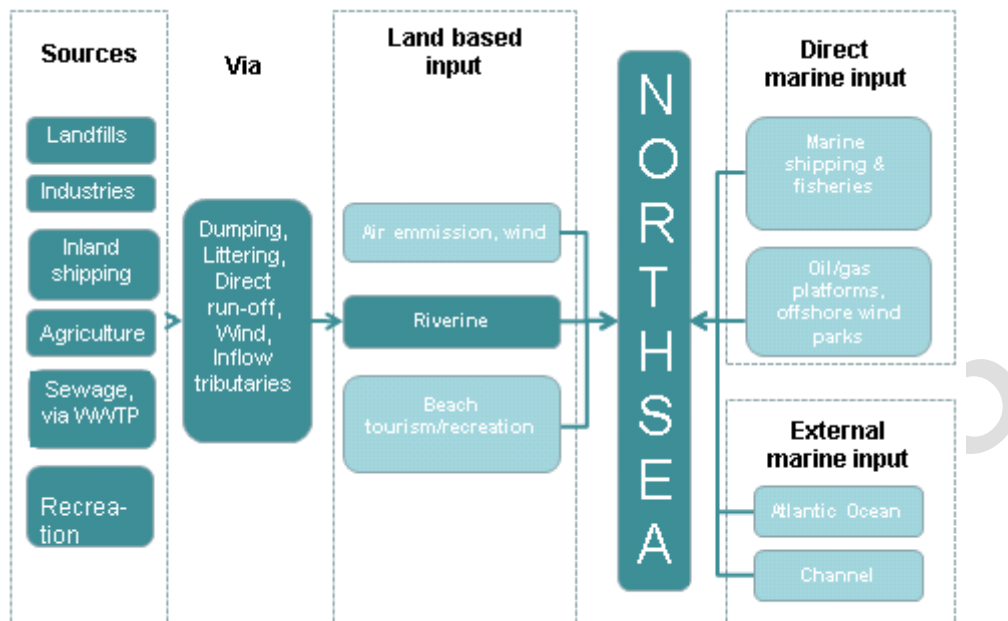 Sources
Landfills
Industries
Inland
shipping
Agriculture
Sewage,
via WWTP
Recrea-
tion
Via
Dumping,
Littering,
Direct
run-off,
Wind,
Inflow
tributaries
Land based
input
Air emmission, wind
Riverine
Beach
tourism/recreation
N
O
R
T
H
S
E
A
Direct
marine input
Marine
shipping &
fisheries
Oil/gas
platforms,
offshore wind
parks
External
marine input
Atlantic Ocean
Channel